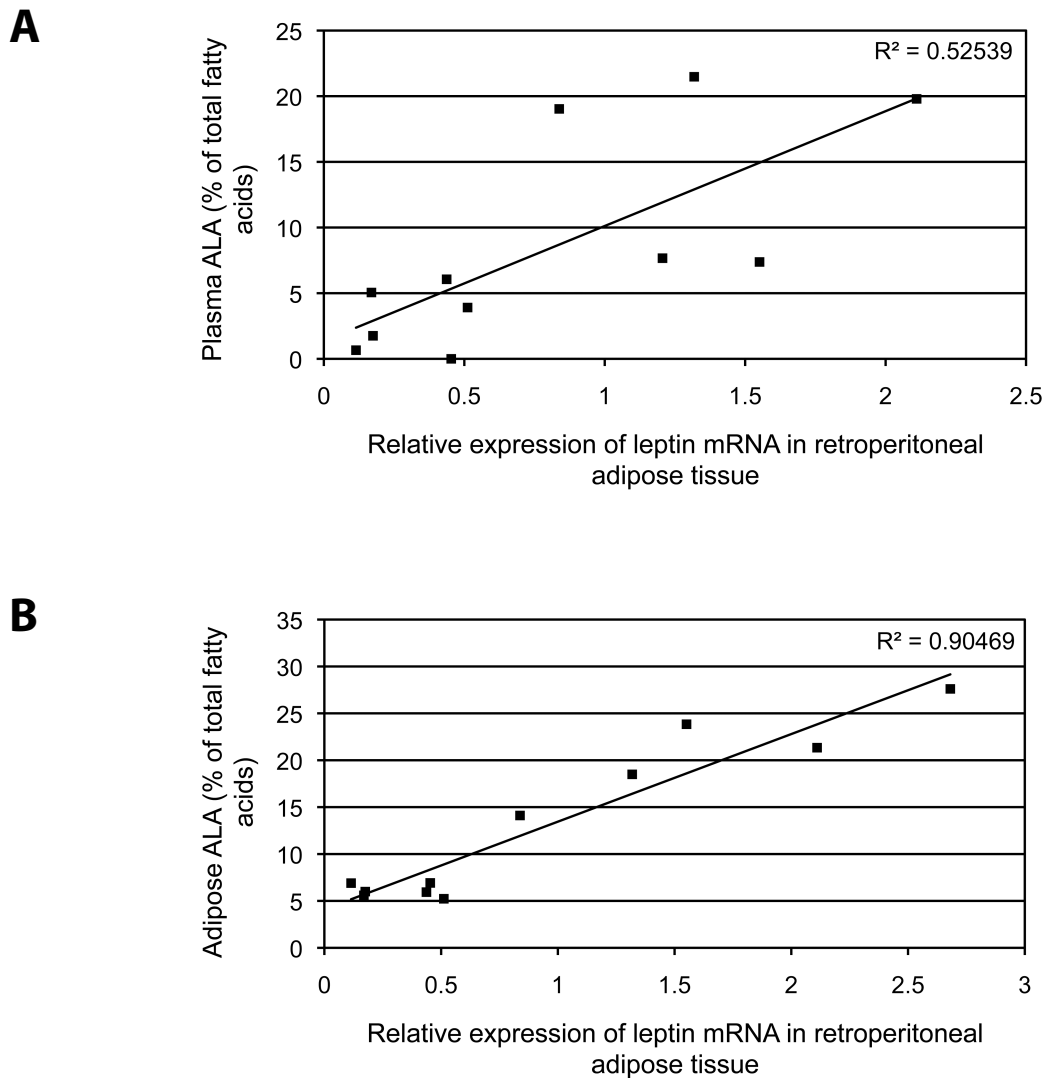 A
25
20
15
10
5
0
Plasma ALA (% of total fatty
acids)
R² = 0.52539
0 0.5 1 1.5 2 2.5
Relative expression of leptin mRNA in retroperitoneal
adipose tissue
B
35
30
25
20
15
10
5
0
Adipose ALA (% of total fatty
acids)
R² = 0.90469
0 0.5 1 1.5 2 2.5 3
Relative expression of leptin mRNA in retroperitoneal
adipose tissue